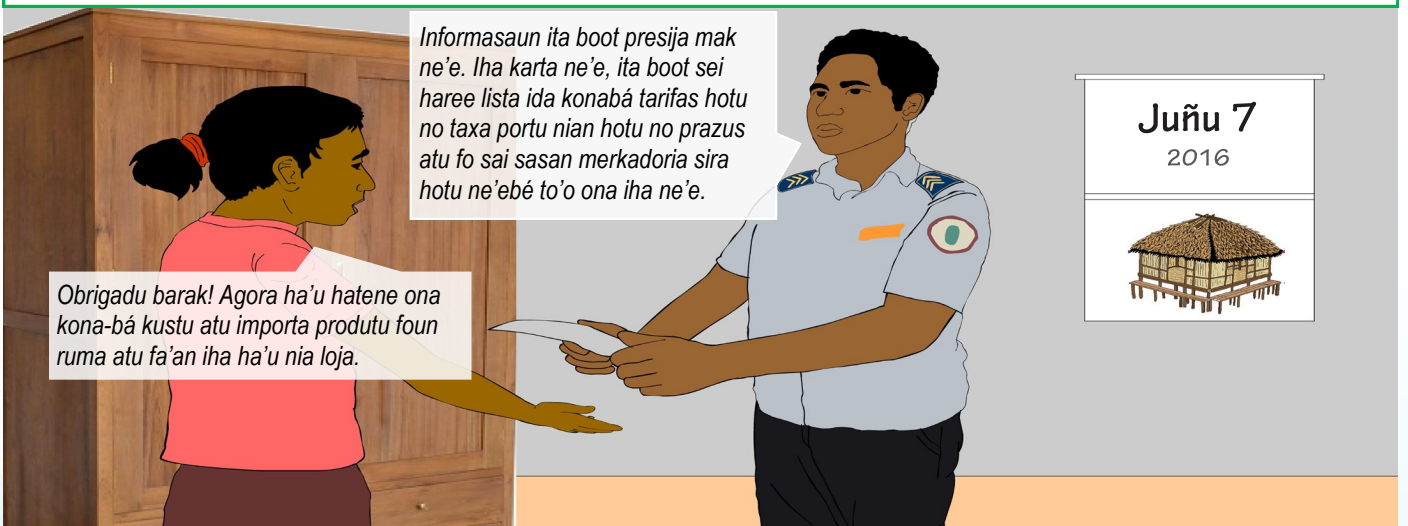 Informasaun ita boot presija mak
ne’e. Iha karta ne’e, ita boot sei
haree lista ida konabá tarifas hotu
no taxa portu nian hotu no prazus
atu fo sai sasan merkadoria sira
hotu ne’ebé to’o ona iha ne’e.
Obrigadu barak! Agora ha’u hatene ona
kona-bá kustu atu importa produtu foun
ruma atu fa’an iha ha’u nia loja.
Juñu 7
2016